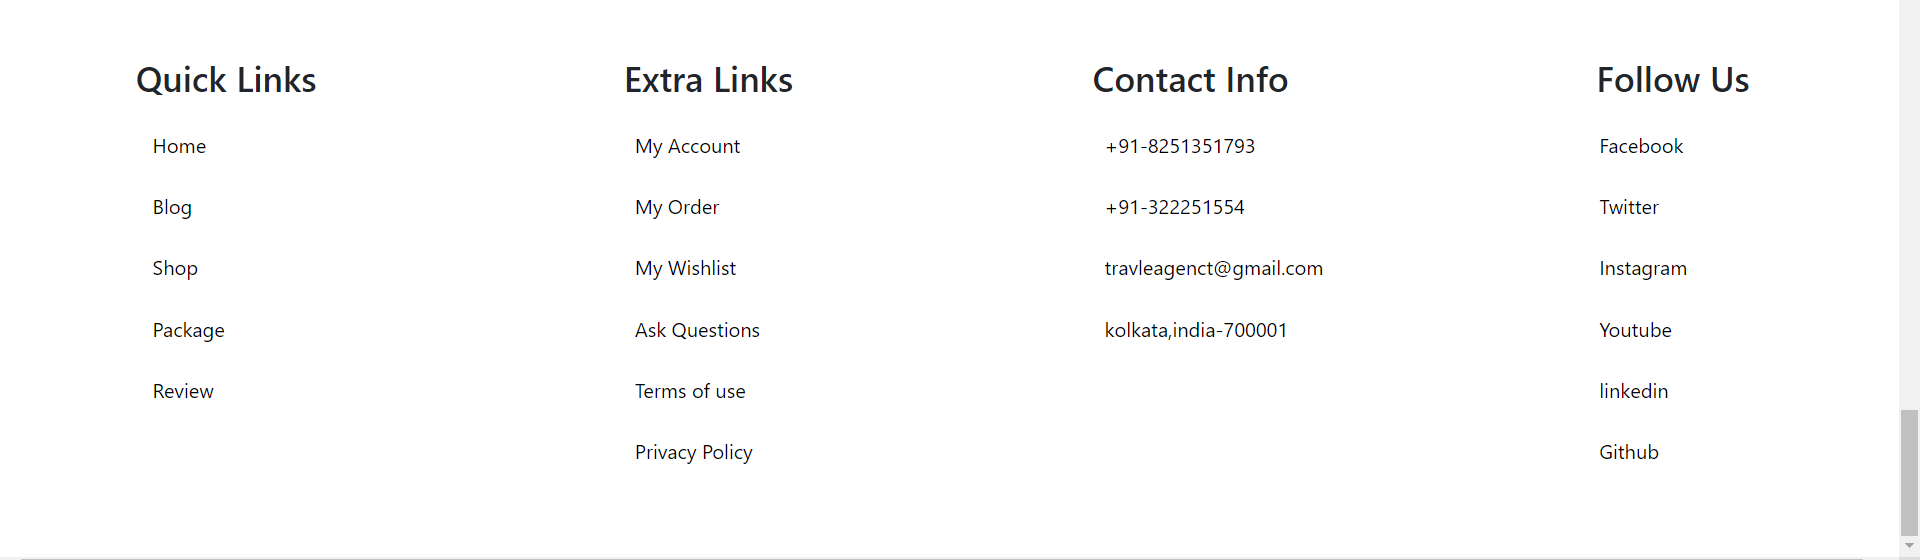 Quick Links
Home
Blog
Shop
Package
Review
Extra Links
My Account
My Order
My Wishlist
Ask Questions
Terms of use
Privacy Policy
Contact Info
+91-8251351793
+91-322251554
travleagenct@gmail.com
kolkata,india-700001
Follow Us
Facebook
Twitter
Instagram
Youtube
linkedin
Github